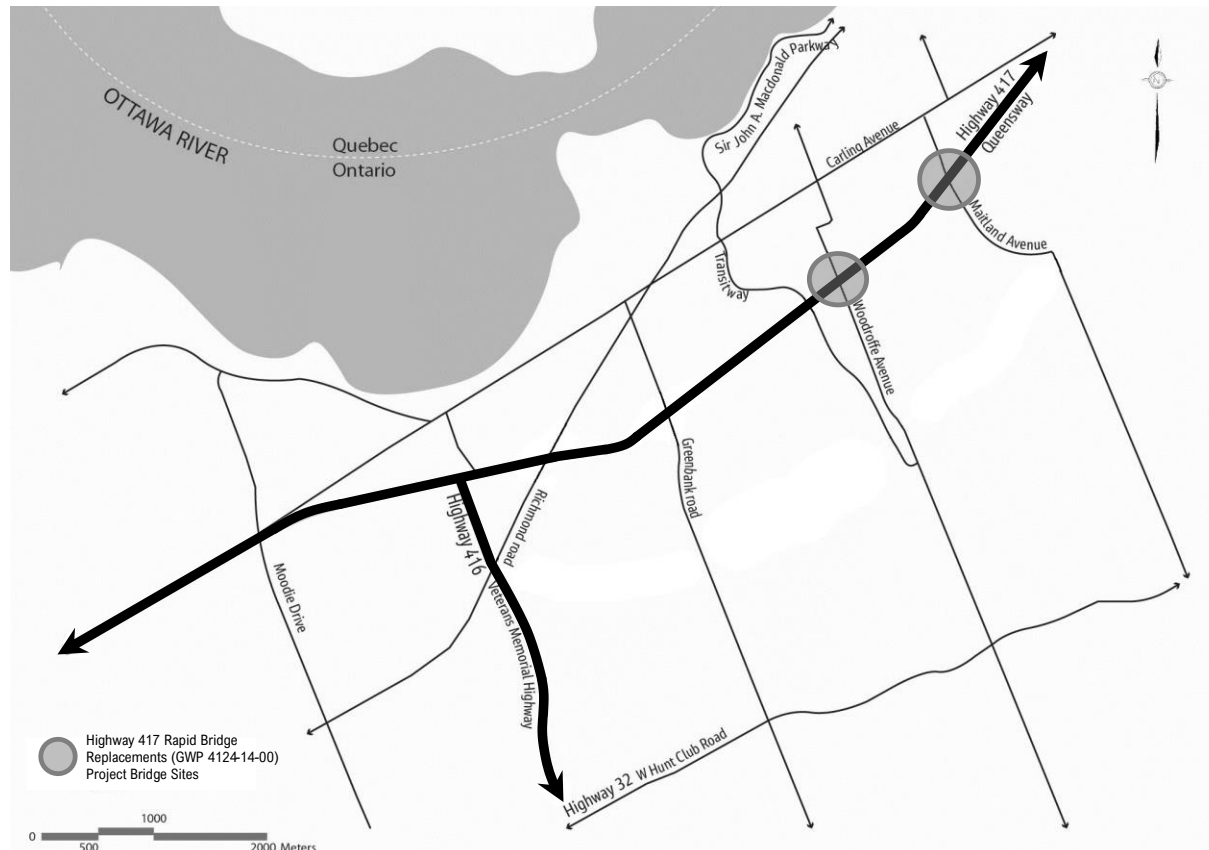 OTTAWA RIVER
Quebec
Ontario
Sir John A. Macdonald Parkway
Carling Avenue
Highway 417
Queensway
N
Maitland Avenue
Transitway
Woodroffe Avenue
Greenbank road
Richmond road
Highway 416
Veterans Memorial Highway
Moodie Drive
Highway 32 W Hunt Club Road
Highway 417 Rapid Bridge
Replacements (GWP 4124-14-00)
Project Bridge Sites
1000
0
500
2000 Meters